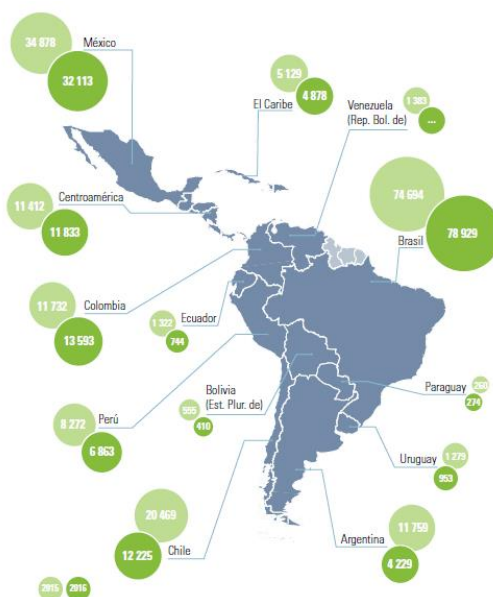 34 878
México
32 113
5 129
4 878
El Caribe
1 383
Venezuela
(Rep. Bol. de)
...
74 694
78 929
Brasil
11 412
Centroamérica
11 833
11 732
Colombia
13 593
1 322
Ecuador
744
8 272
Perú
6 863
555
Bolivia
(Est. Plur. de)
410
260
Paraguay
274
1 279
Uruguay
953
20 469
Chile
12 225
11 759
Argentina
4 229
2015 2016